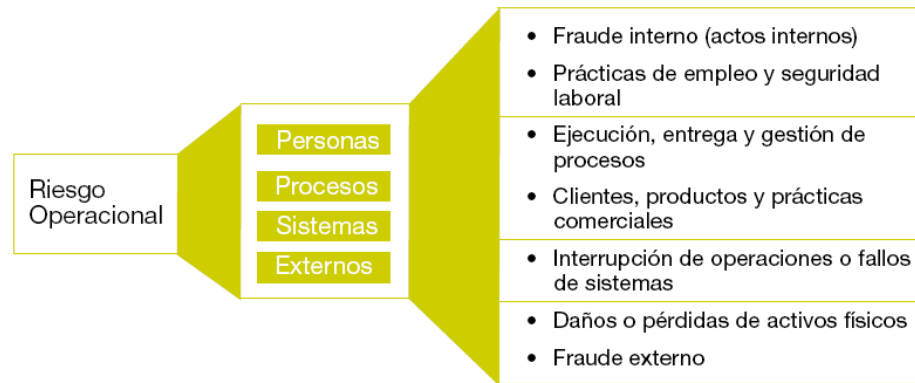 Riesgo
Operacional
Personas
Procesos
Sistemas
Externos
• Fraude interno (actos internos)
• Prácticas de empleo y seguridad
laboral
• Ejecución, entrega y gestión de
procesos
• Clientes, productos y prácticas
comerciales
• Interrupción de operaciones o fallos
de sistemas
• Daños o pérdidas de activos físicos
• Fraude externo